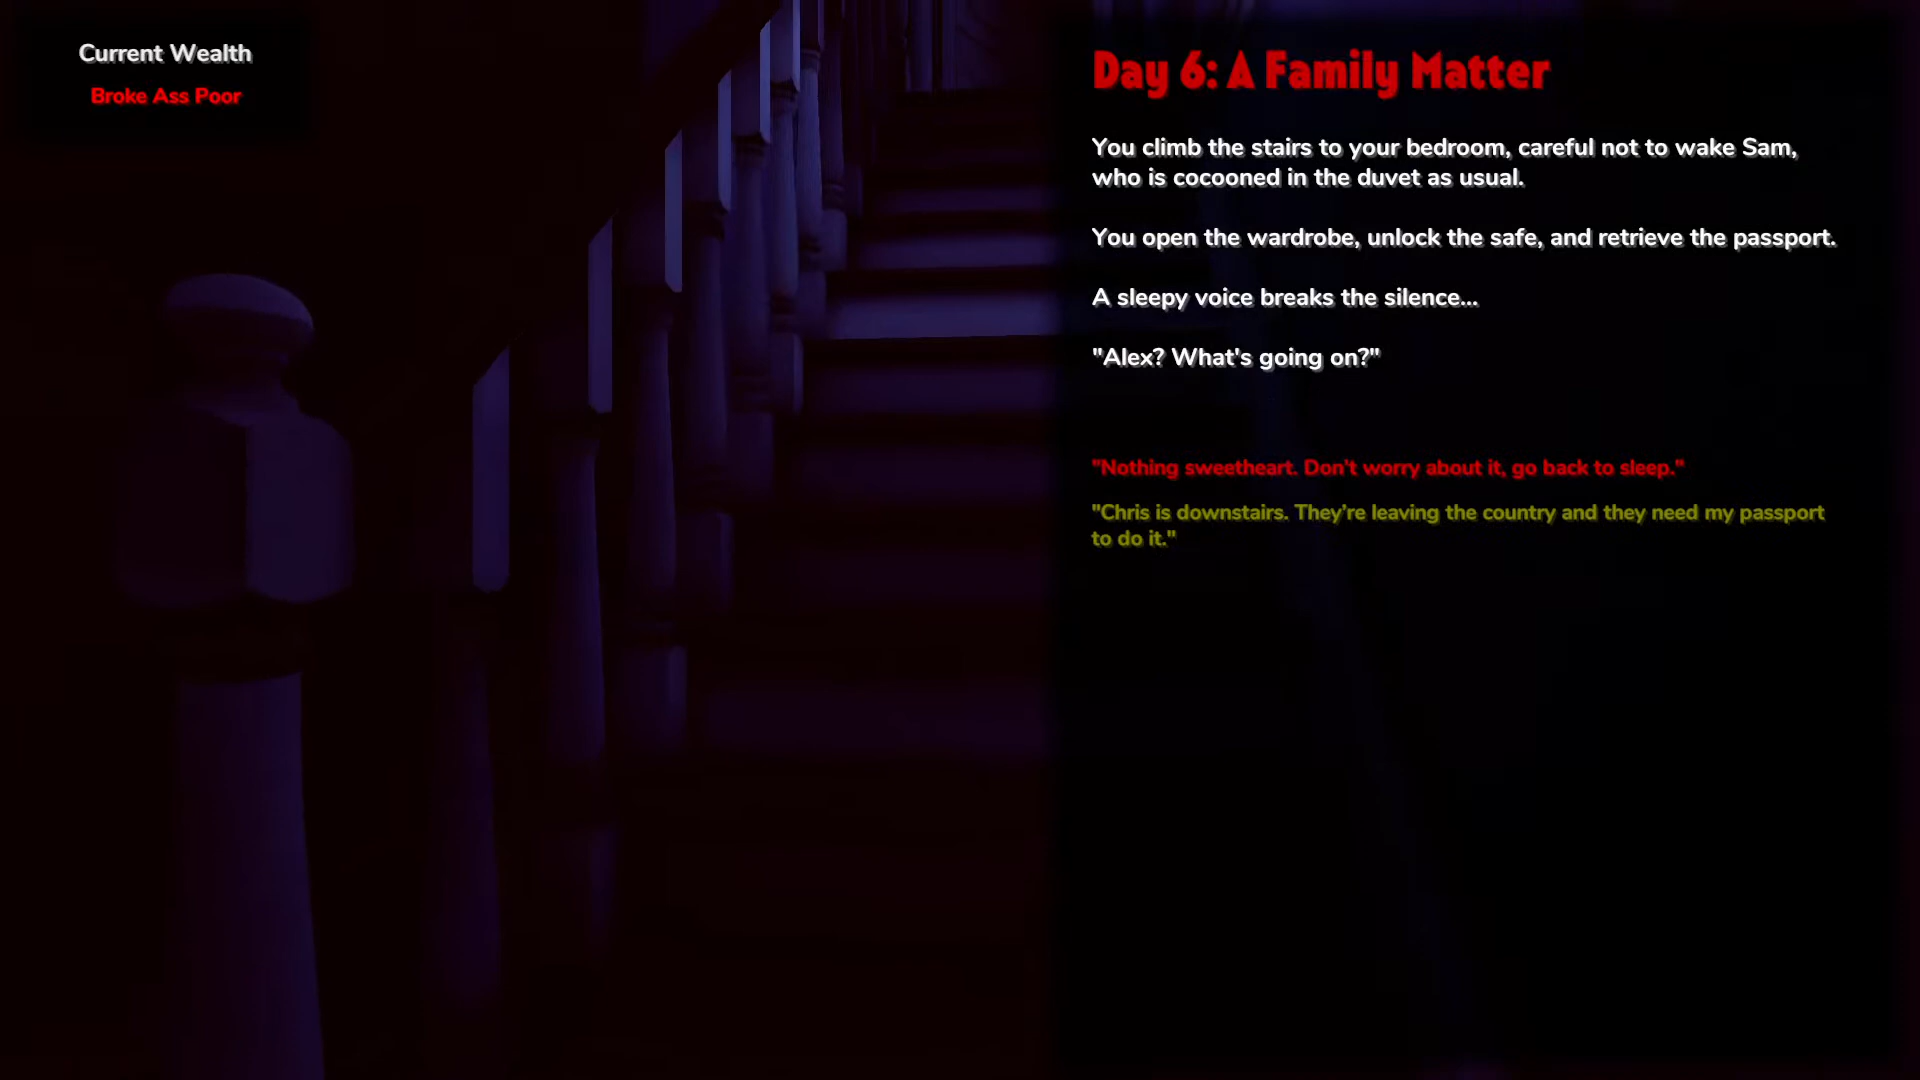 Current Wealth
Broke Ass Poor
Day 6: A Family Matter
You climb the stairs to your bedroom, careful not to wake Sam,
who is cocooned in the duvet as usual.
You open the wardrobe, unlock the safe, and retrieve the passport.
A sleepy voice breaks the silence...
"Alex? What's going on?"
"Nothing sweetheart. Don't worry about it, go back to sleep."
"Chris is downstairs. They're leaving the country and they need my passport
to do it."